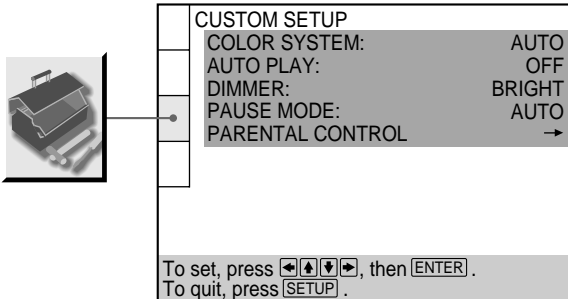 CUSTOM SETUP
COLOR SYSTEM: AUTO
AUTO PLAY: OFF
DIMMER: BRIGHT
PAUSE MODE: AUTO
PARENTAL CONTROL →
To set, press ←↑↓→, then ENTER .
To quit, press SETUP .